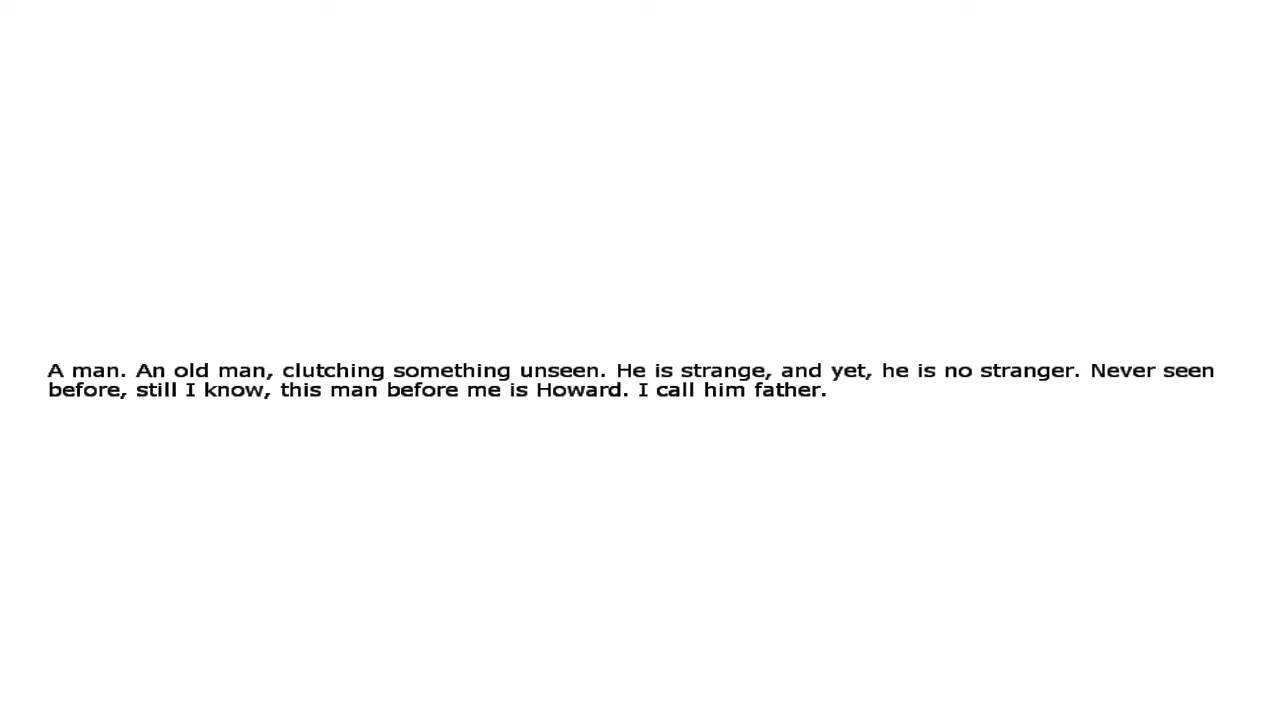 A man. An old man, clutching something unseen. He is strange, and yet, he is no stranger. Never seen
before, still I know, this man before me is Howard. I call him father.